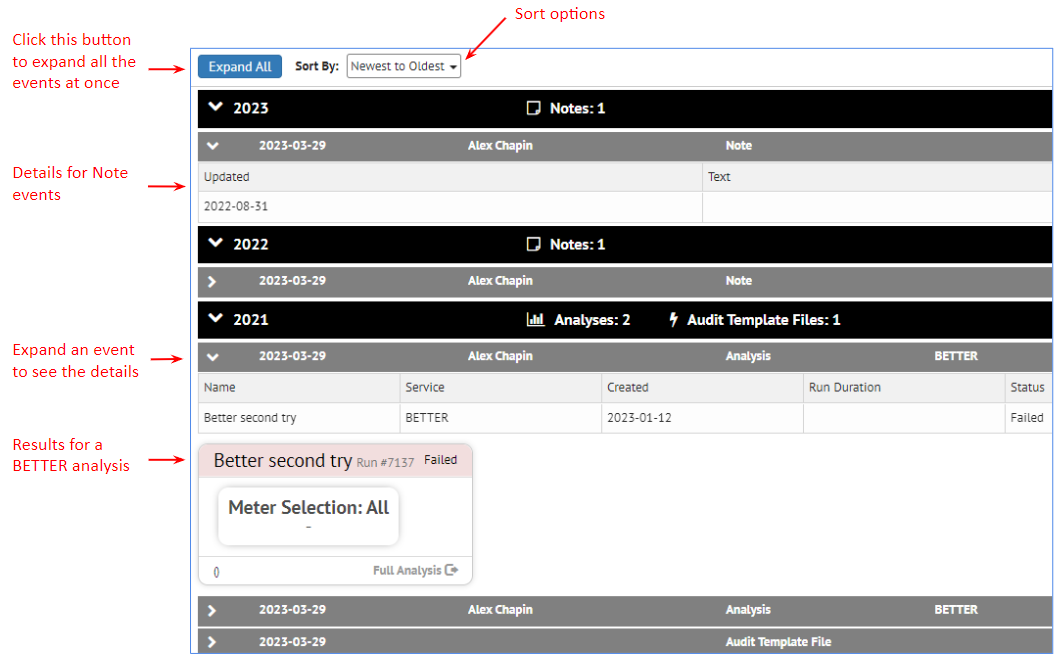 Sort options
Click this button
to expand all the
events at once
Expand All Sort By: Newest to Oldest
2023 Notes: 1
2023-03-29 Alex Chapin Note
Details for Note
events
Updated Text
2022-08-31
2022 Notes: 1
2023-03-29 Alex Chapin Note
2021 Analyses: 2 Audit Template Files: 1
Expand an event
to see the details
2023-03-29 Alex Chapin Analysis BETTER
Name Service Created Run Duration Status
Better second try BETTER 2023-01-12 Failed
Results for a
BETTER analysis
Better second try Run #7137 Failed
Meter Selection: All
-
() Full Analysis
2023-03-29 Alex Chapin Analysis BETTER
2023-03-29 Audit Template File